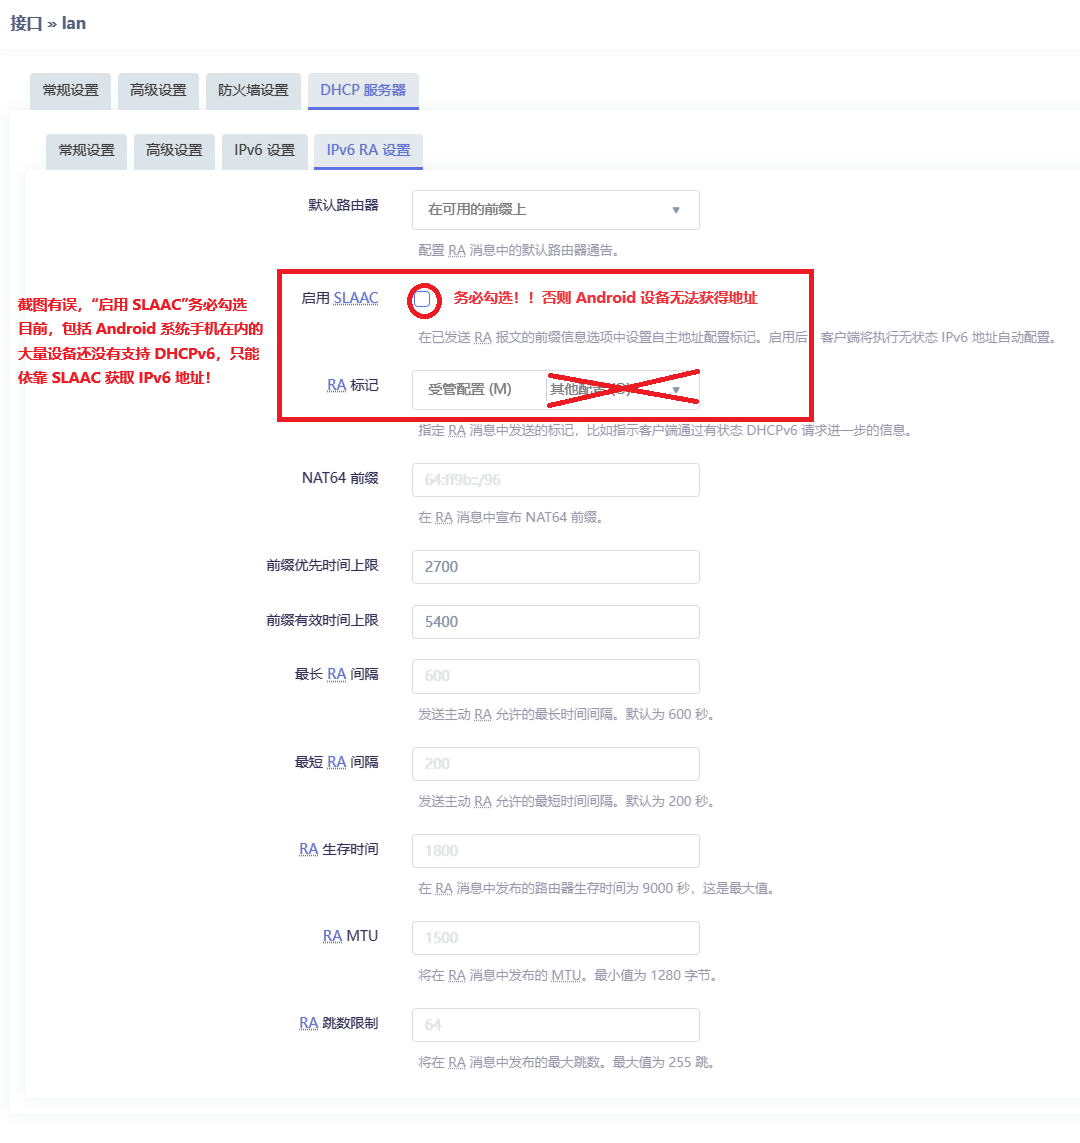 接口 » lan
常规设置 高级设置 防火墙设置 DHCP 服务器
常规设置 高级设置 IPv6 设置 IPv6 RA 设置
默认路由器 在可用的前缀上
配置 RA 消息中的默认路由器通告。
截图有误，“启用 SLAAC”务必勾选
目前，包括 Android 系统手机在内的
大量设备还没有支持 DHCPv6，只能
依靠 SLAAC 获取 IPv6 地址！
启用 SLAAC 务必勾选！！否则 Android 设备无法获得地址
在已发送 RA 报文的前缀信息选项中设置自主地址配置标记。启用后，客户端将执行无状态 IPv6 地址自动配置。
RA 标记 受管配置 (M) 其他配置 (O)
指定 RA 消息中发送的标记，比如指示客户端通过有状态 DHCPv6 请求进一步的信息。
NAT64 前缀 64:ff9b::/96
在 RA 消息中宣布 NAT64 前缀。
前缀优先时间上限 2700
前缀有效时间上限 5400
最长 RA 间隔 600
发送主动 RA 允许的最长时间间隔。默认为 600 秒。
最短 RA 间隔 200
发送主动 RA 允许的最短时间间隔。默认为 200 秒。
RA 生存时间 1800
在 RA 消息中发布的路由器生存时间为 9000 秒，这是最大值。
RA MTU 1500
将在 RA 消息中发布的 MTU。最小值为 1280 字节。
RA 跳数限制 64
将在 RA 消息中发布的最大跳数。最大值为 255 跳。